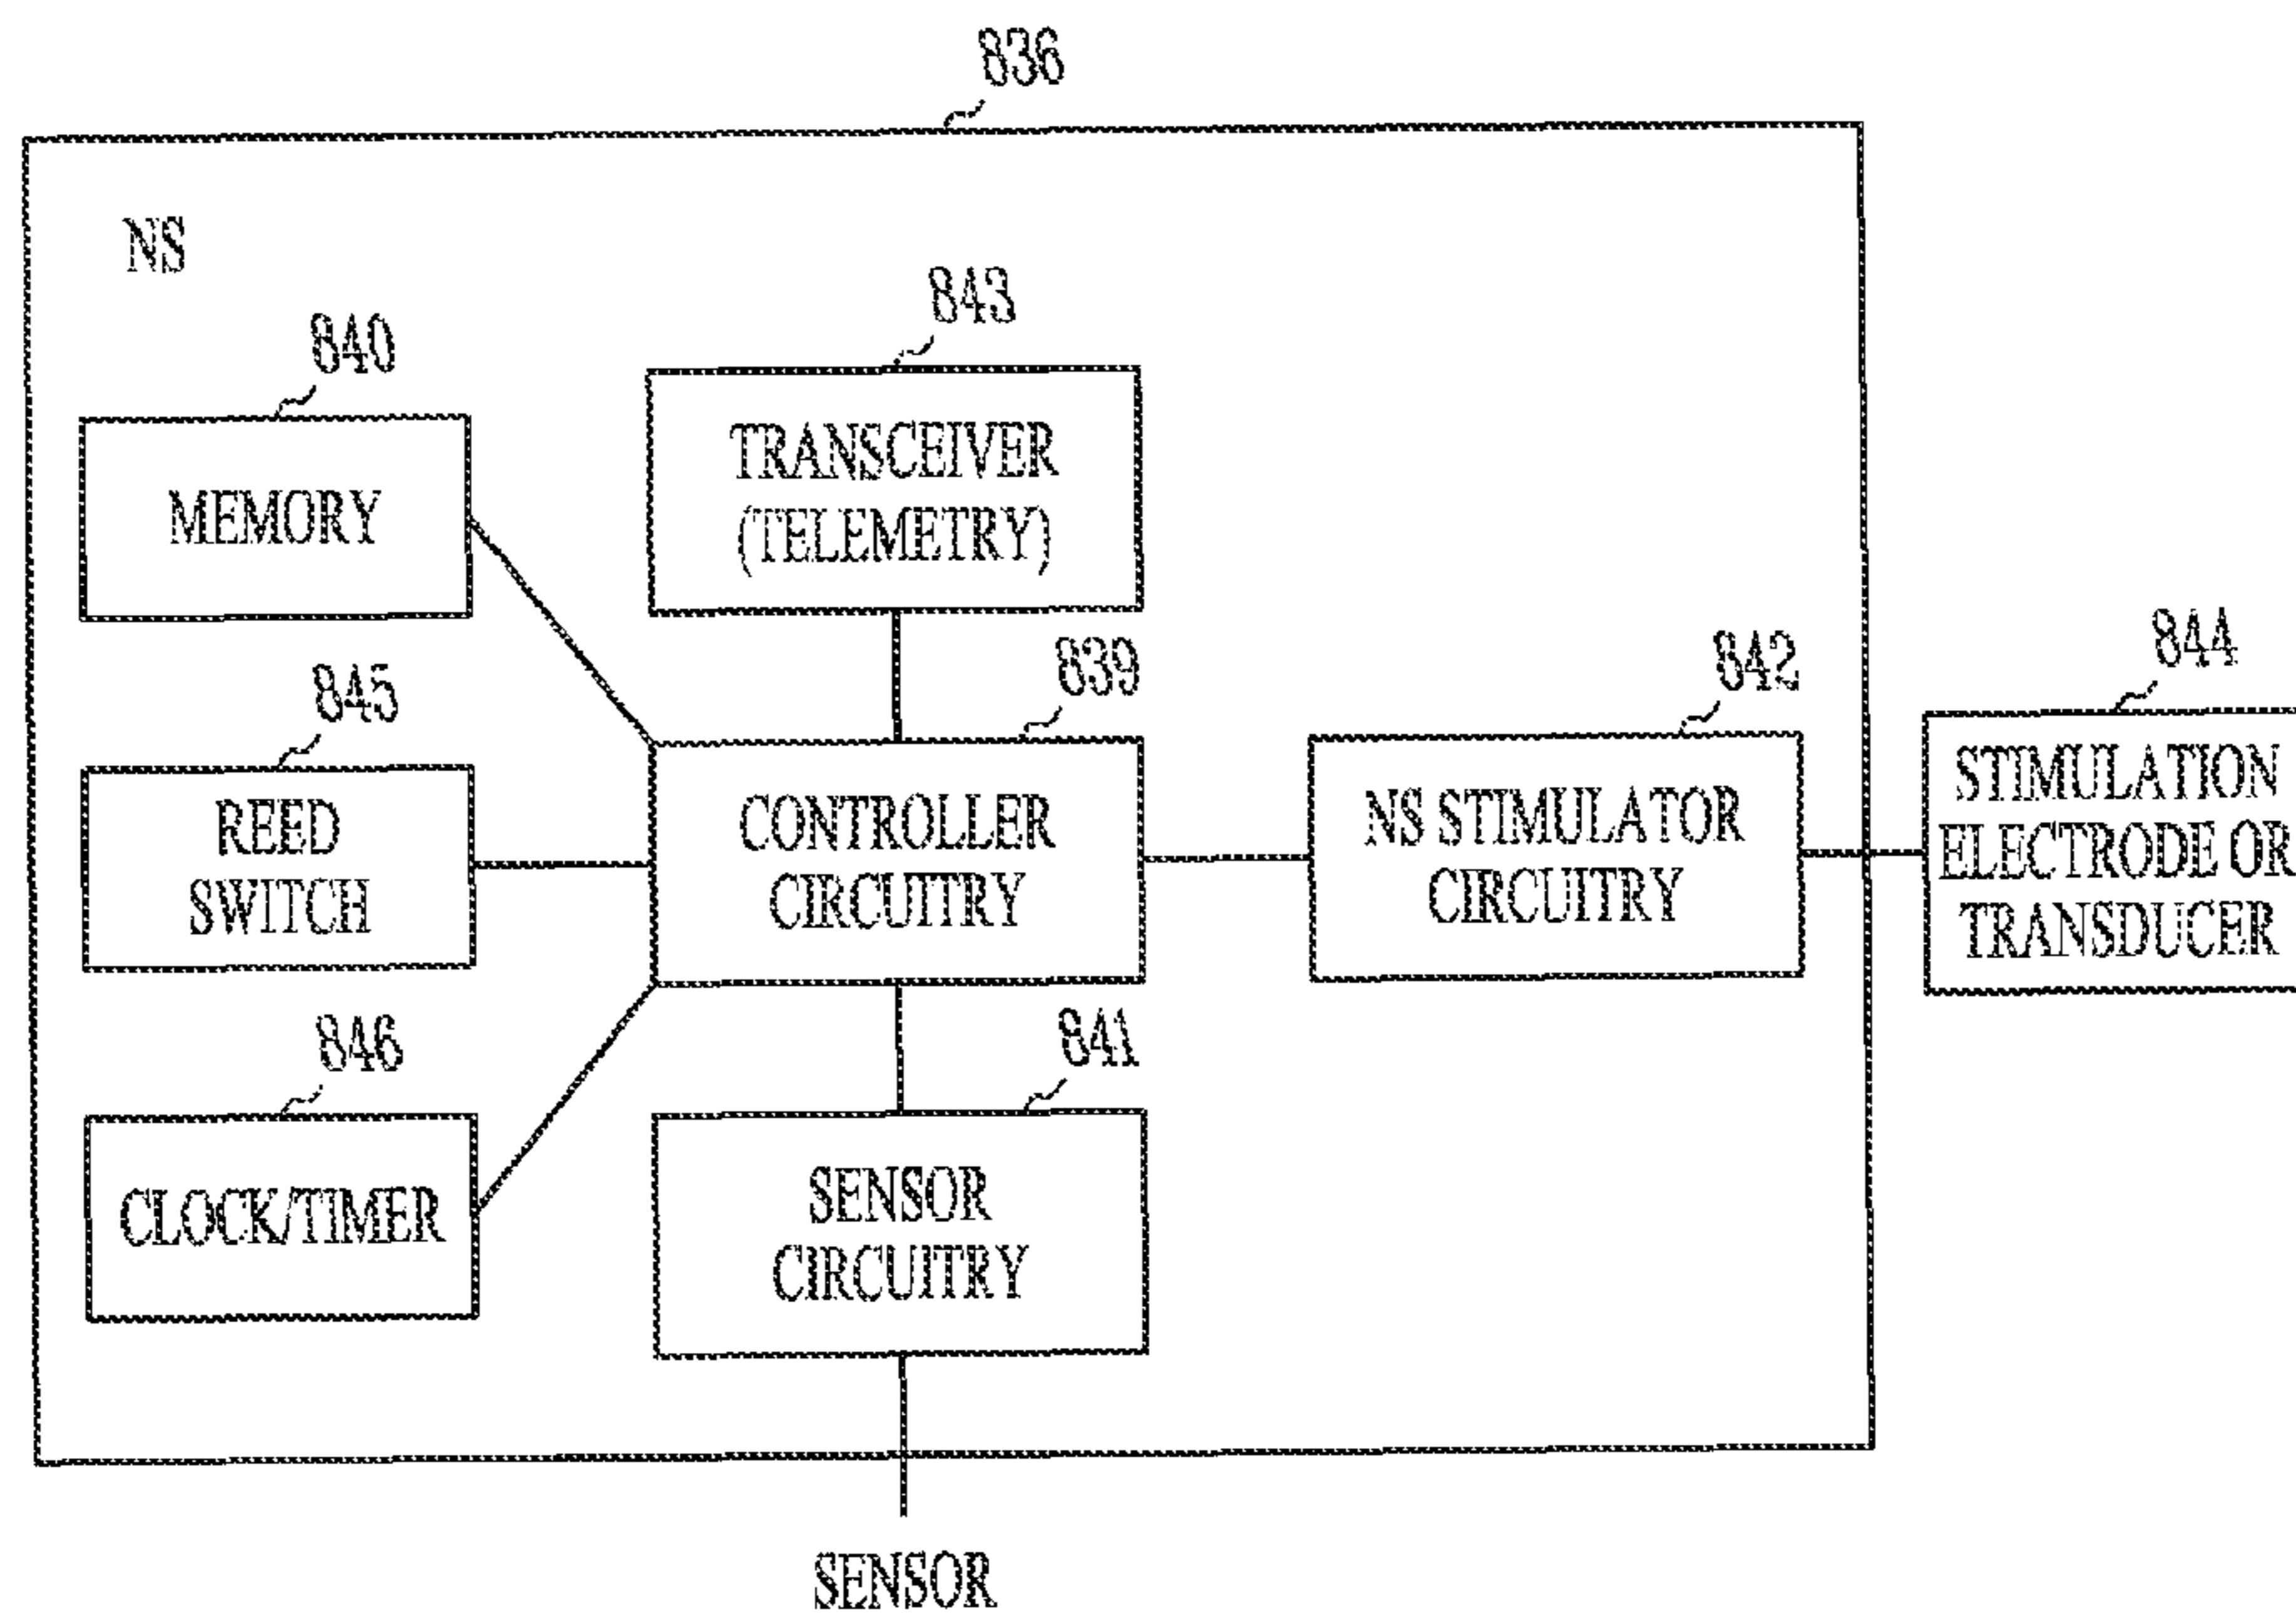 836
NS
843
840
TRANSCEIVER
(TELEMETRY)
MEMORY
844
839
842
845
STIMULATION
ELECTRODE OR
TRANSDUCER
REED
SWITCH
CONTROLLER
CIRCUITRY
NS STIMULATOR
CIRCUITRY
846
841
CLOCK/TIMER
SENSOR
CIRCUITRY
SENSOR